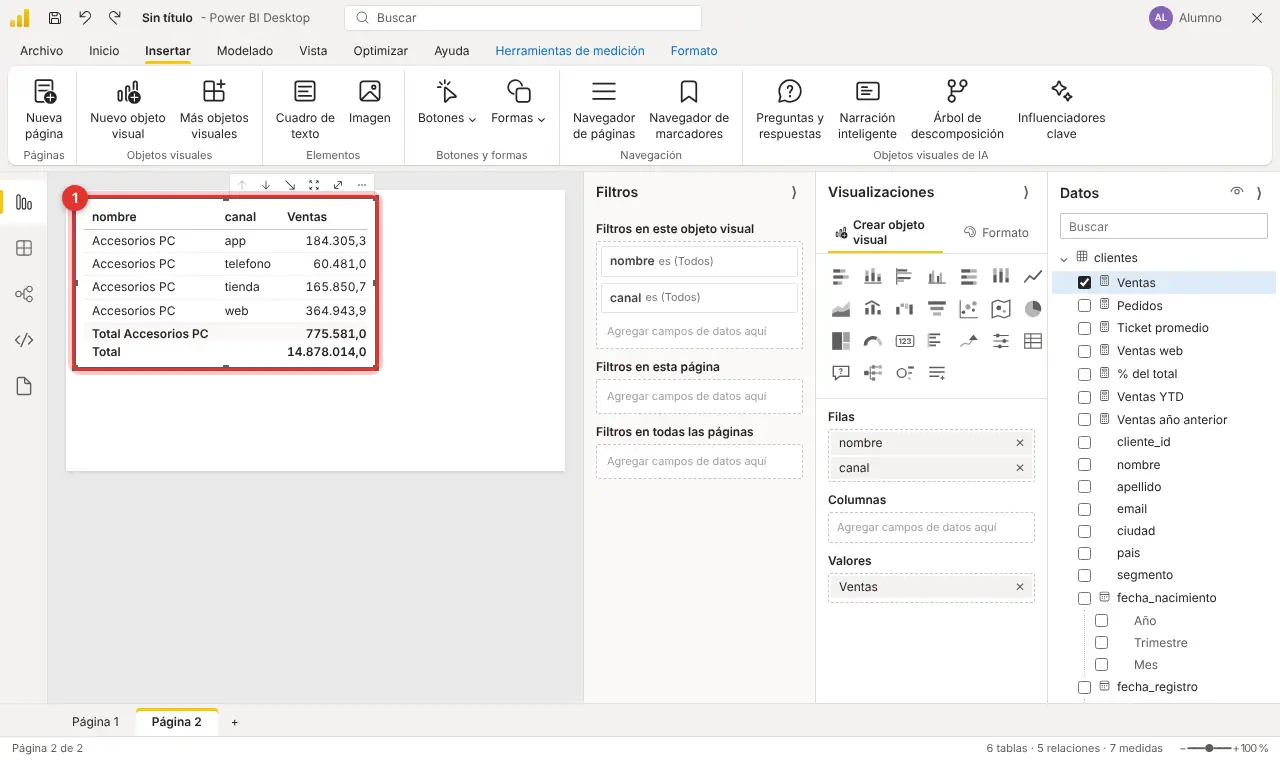 Sin título - Power BI Desktop
Buscar
AL Alumno
Archivo Inicio Insertar Modelado Vista Optimizar Ayuda Herramientas de medición Formato
Nueva página
Nuevo objeto visual
Más objetos visuales
Cuadro de texto
Imagen
Botones
Formas
Navegador de páginas
Navegador de marcadores
Preguntas y respuestas
Narración inteligente
Árbol de descomposición
Influenciadores clave
Páginas
Objetos visuales
Elementos
Botones y formas
Navegación
Objetos visuales de IA
1
nombre canal Ventas
Accesorios PC app 184.305,3
Accesorios PC telefono 60.481,0
Accesorios PC tienda 165.850,7
Accesorios PC web 364.943,9
Total Accesorios PC 775.581,0
Total 14.878.014,0
Filtros
Filtros en este objeto visual
nombre es (Todos)
canal es (Todos)
Agregar campos de datos aquí
Filtros en esta página
Agregar campos de datos aquí
Filtros en todas las páginas
Agregar campos de datos aquí
Visualizaciones
Crear objeto visual
Formato
123
Filas
nombre
canal
Columnas
Agregar campos de datos aquí
Valores
Ventas
Datos
Buscar
clientes
Ventas
Pedidos
Ticket promedio
Ventas web
% del total
Ventas YTD
Ventas año anterior
cliente_id
nombre
apellido
email
ciudad
pais
segmento
fecha_nacimiento
Año
Trimestre
Mes
fecha_registro
Página 1 Página 2 +
Página 2 de 2
6 tablas · 5 relaciones · 7 medidas
100 %